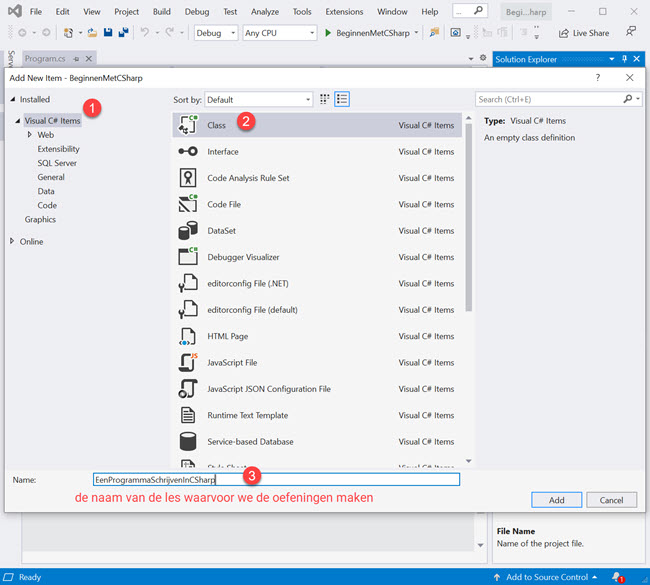 File Edit View Project Build Debug Test Analyze Tools Extensions Window Help ... Begi...harp
Debug Any CPU BeginnenMetCSharp Live Share
Program.cs
Solution Explorer
Add New Item - BeginnenMetCSharp ?
Installed
Sort by: Default
Search (Ctrl+E)
1
Visual C# Items
Web
Extensibility
SQL Server
General
Data
Code
Graphics
Online
2
Class Visual C# Items
Interface Visual C# Items
Code Analysis Rule Set Visual C# Items
Code File Visual C# Items
DataSet Visual C# Items
Debugger Visualizer Visual C# Items
editorconfig File (.NET) Visual C# Items
editorconfig File (default) Visual C# Items
HTML Page Visual C# Items
JavaScript File Visual C# Items
JavaScript JSON Configuration File Visual C# Items
Runtime Text Template Visual C# Items
Service-based Database Visual C# Items
Type: Visual C# Items
An empty class definition
3
Name: EenProgrammaSchrijvenInCSharp
de naam van de les waarvoor we de oefeningen maken
Add Cancel
File Name
Name of the project file.
Ready Add to Source Control 1